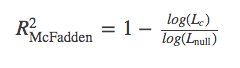 R²McFadden = 1 − log(Lc) / log(Lnull)